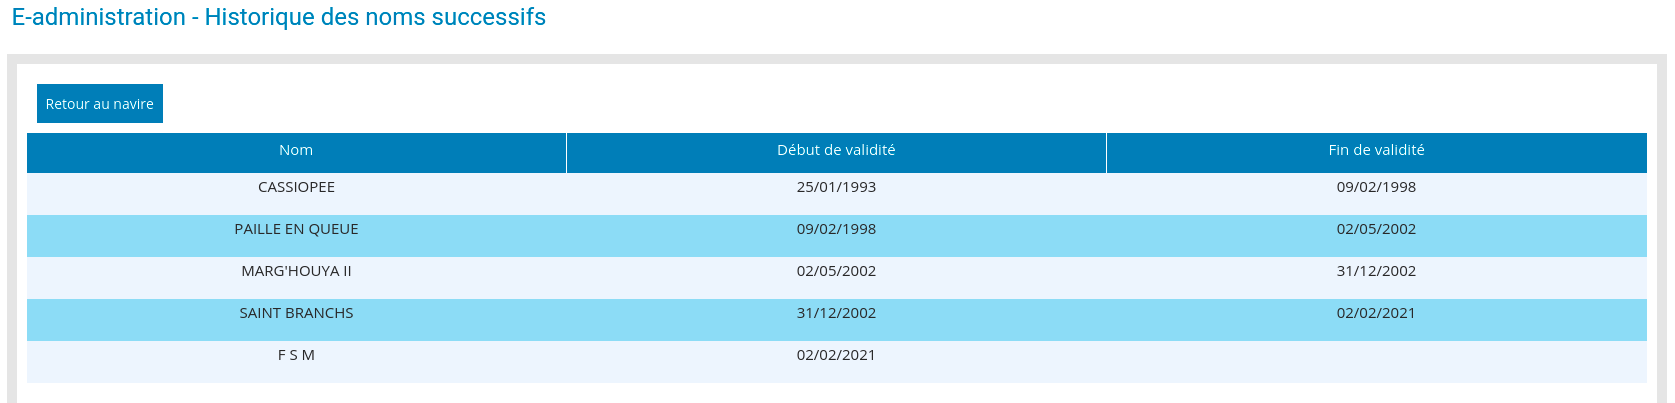 E-administration - Historique des noms successifs
Retour au navire
Nom Début de validité Fin de validité
CASSIOPEE 25/01/1993 09/02/1998
PAILLE EN QUEUE 09/02/1998 02/05/2002
MARG'HOUYA II 02/05/2002 31/12/2002
SAINT BRANCHS 31/12/2002 02/02/2021
F S M 02/02/2021